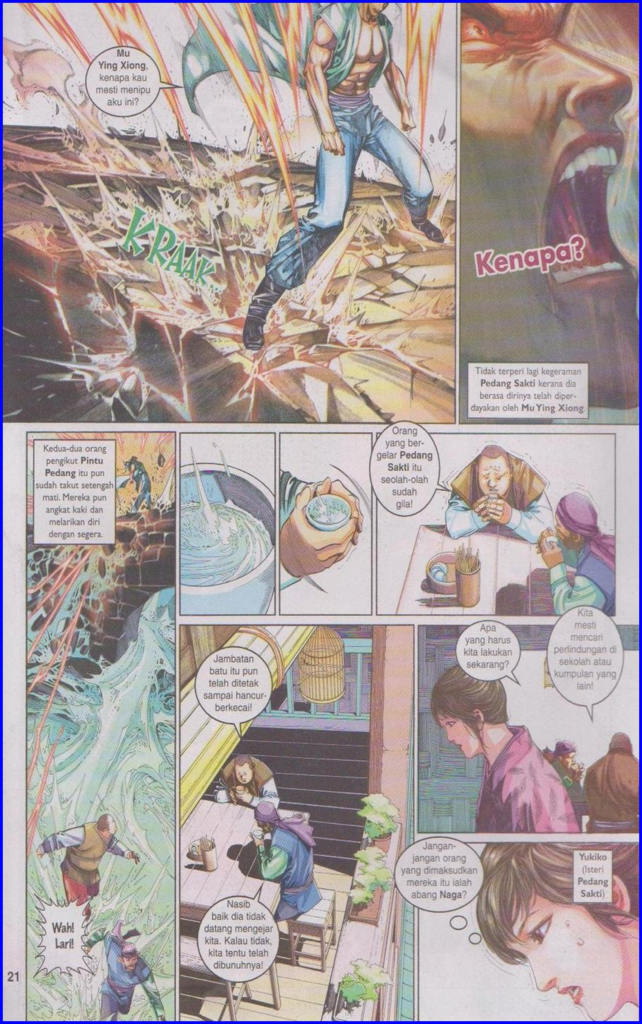 Mu
Ying Xiong,
kenapa kau
mesti menipu
aku ini?
KRAAK
Kenapa?
Tidak terperi lagi kegeraman
Pedang Sakti kerana dia
berasa dirinya telah diper-
dayakan oleh Mu Ying Xiong.
Kedua-dua orang
pengikut Pintu
Pedang itu pun
sudah takut setengah
mati. Mereka pun
angkat kaki dan
melarikan diri
dengan segera.
Orang
yang ber-
gelar Pedang
Sakti itu
seolah-olah
sudah
gila!
Wah!
Lari!
Jambatan
batu itu pun
telah ditetak
sampai hancur-
berkecai!
Nasib
baik dia tidak
datang mengejar
kita. Kalau tidak,
kita tentu telah
dibunuhnya!
Apa
yang harus
kita lakukan
sekarang?
Kita
mesti
mencari
perlindungan di
sekolah atau
kumpulan yang
lain!
Jangan-
jangan orang
yang dimaksudkan
mereka itu ialah
abang Naga?
Yukiko
(Isteri
Pedang
Sakti)
21